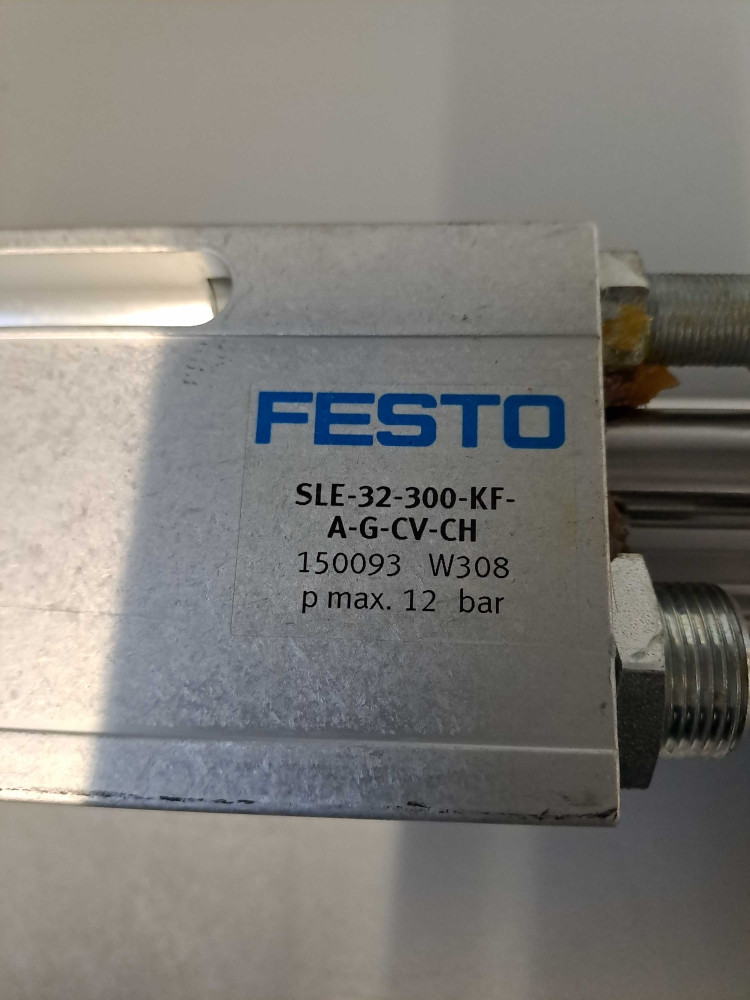 FESTO
SLE-32-300-KF-
A-G-CV-CH
150093 W308
p max. 12 bar